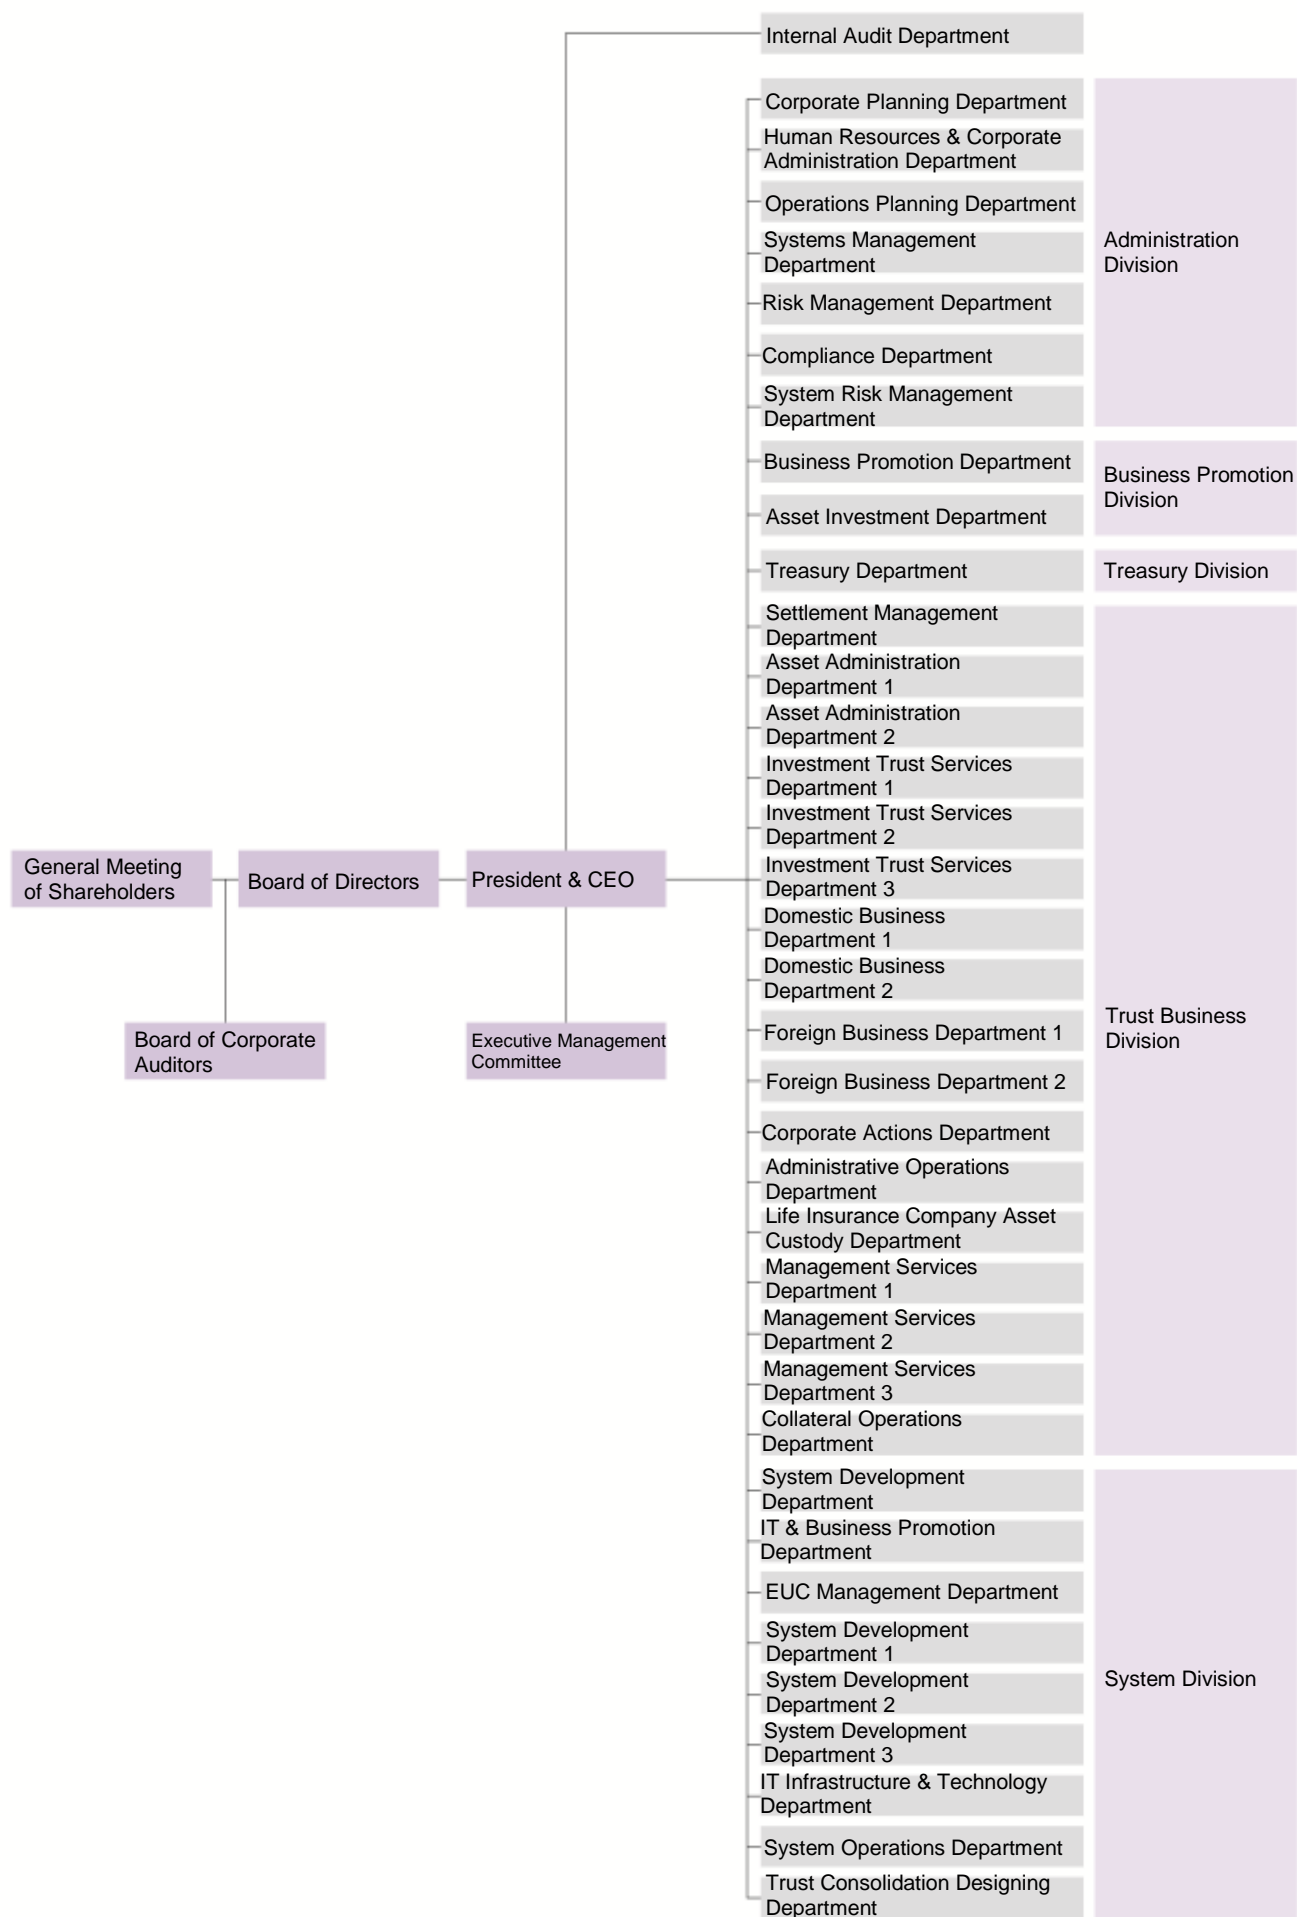 Internal Audit Department
Corporate Planning Department
Human Resources & Corporate
Administration Department
Operations Planning Department
Systems Management
Department
Risk Management Department
Compliance Department
System Risk Management
Department
Administration
Division
Business Promotion Department
Asset Investment Department
Business Promotion
Division
Treasury Department
Treasury Division
Settlement Management
Department
Asset Administration
Department 1
Asset Administration
Department 2
Investment Trust Services
Department 1
Investment Trust Services
Department 2
Investment Trust Services
Department 3
Domestic Business
Department 1
Domestic Business
Department 2
Foreign Business Department 1
Foreign Business Department 2
Corporate Actions Department
Administrative Operations
Department
Life Insurance Company Asset
Custody Department
Management Services
Department 1
Management Services
Department 2
Management Services
Department 3
Collateral Operations
Department
Trust Business
Division
General Meeting
of Shareholders
Board of Directors
President & CEO
Board of Corporate
Auditors
Executive Management
Committee
System Development
Department
IT & Business Promotion
Department
EUC Management Department
System Development
Department 1
System Development
Department 2
System Development
Department 3
IT Infrastructure & Technology
Department
System Operations Department
Trust Consolidation Designing
Department
System Division